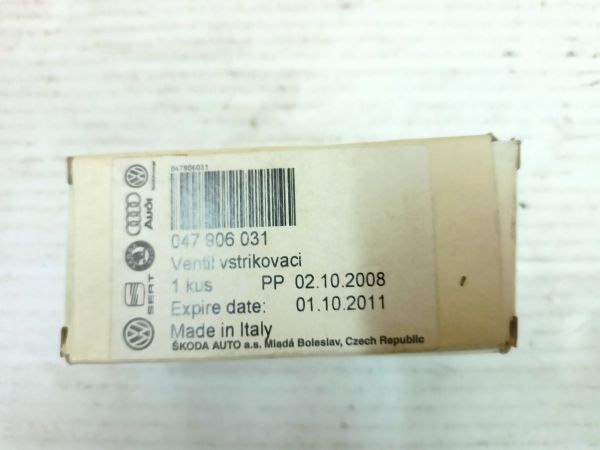 047906031
047 906 031
Ventil vstrikovaci
1 kus PP 02.10.2008
Expire date: 01.10.2011
Made in Italy
ŠKODA AUTO a.s. Mladá Boleslav, Czech Republic
Audi
SEAT